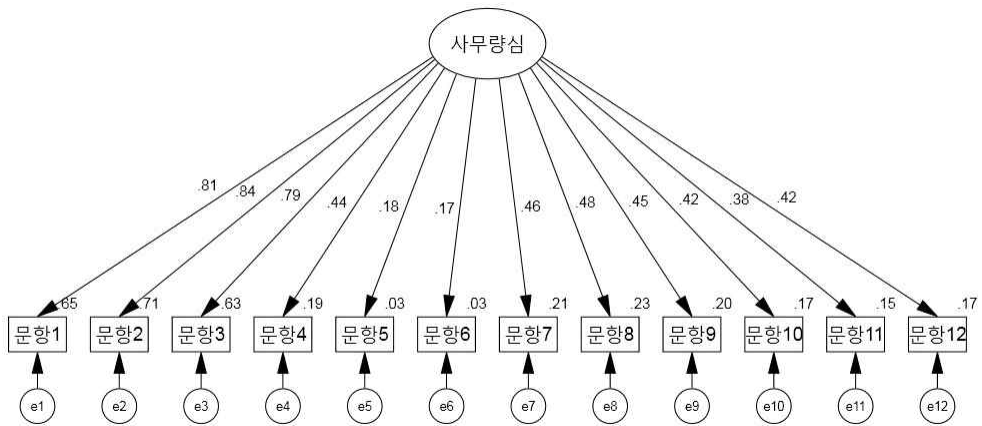 사무량심
.81 .84 .79 .44 .18 .17 .46 .48 .45 .42 .38 .42
.65 .71 .63 .19 .03 .03 .21 .23 .20 .17 .15 .17
문항1 문항2 문항3 문항4 문항5 문항6 문항7 문항8 문항9 문항10 문항11 문항12
e1 e2 e3 e4 e5 e6 e7 e8 e9 e10 e11 e12